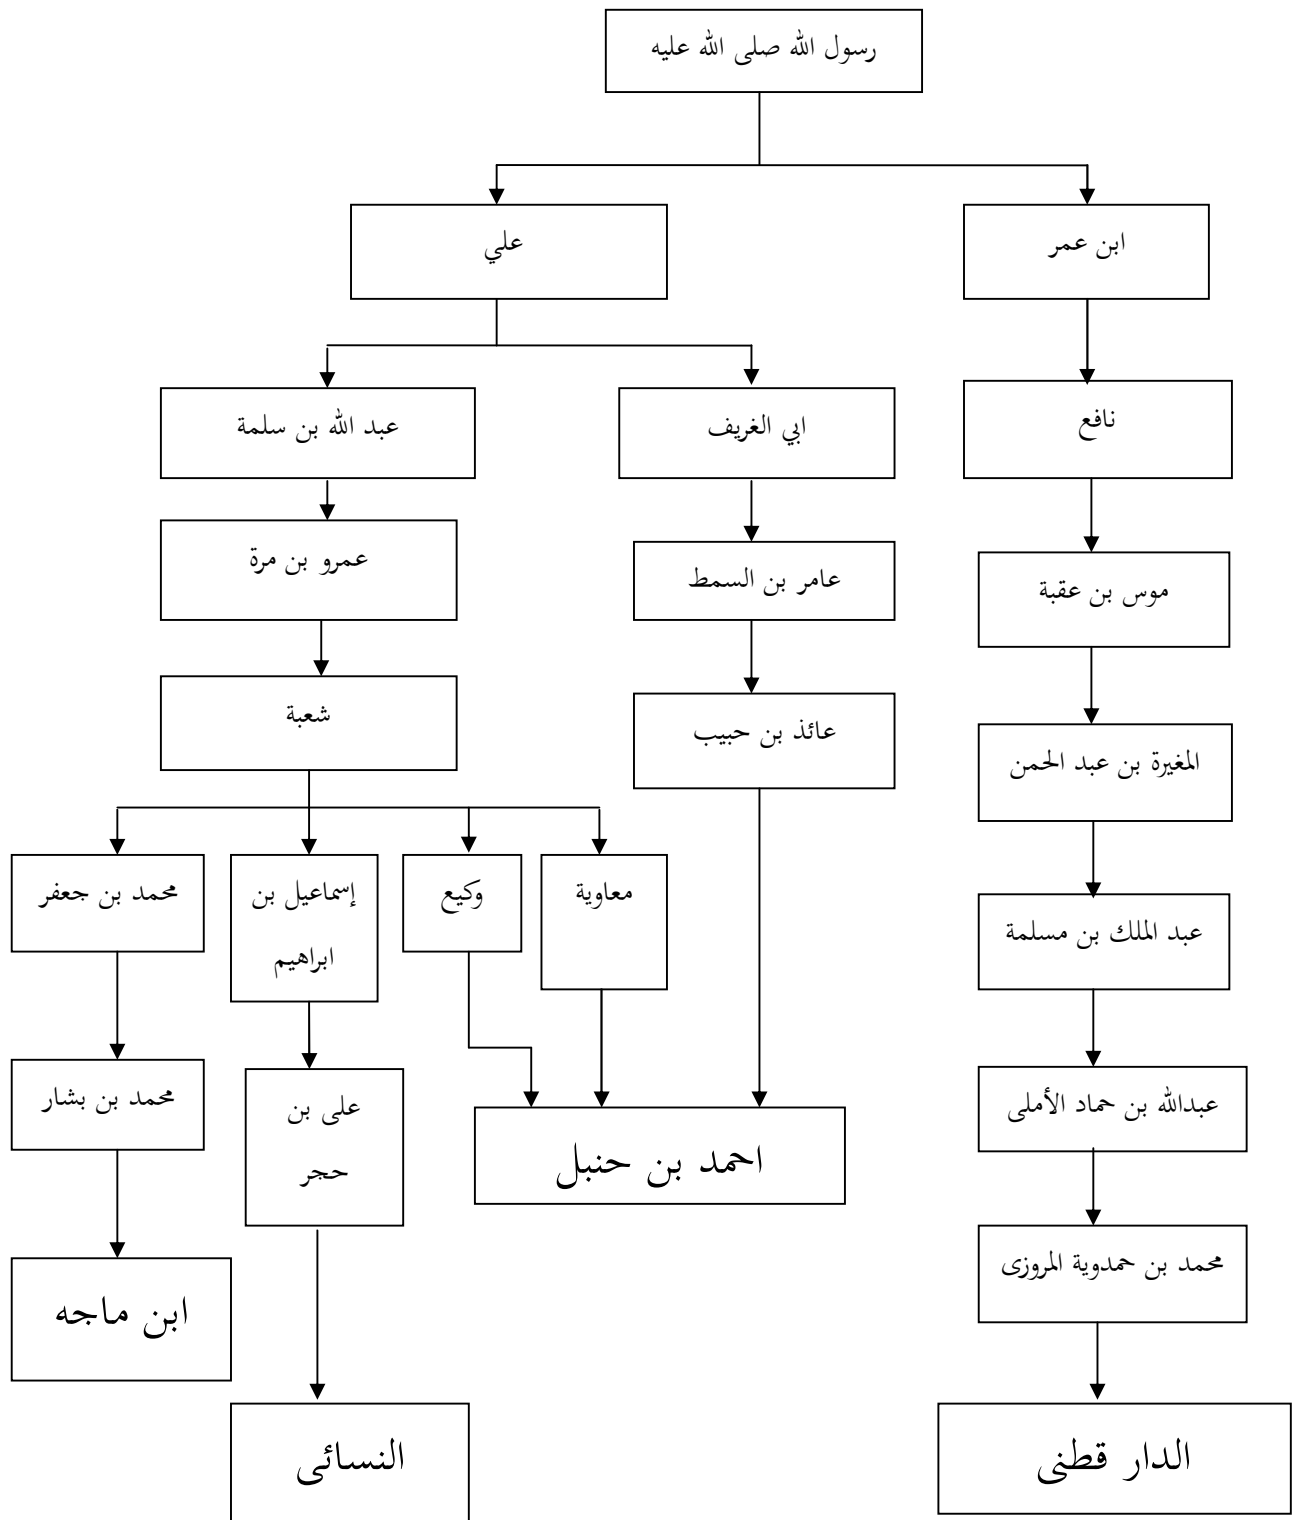 رسول الله صلى الله عليه
ابن عمر
علي
نافع
ابي الغريف
عبد الله بن سلمة
موس بن عقبة
عامر بن السمط
عمرو بن مرة
المغيرة بن عبد الحمن
عائذ بن حبيب
شعبة
عبد الملك بن مسلمة
معاوية
وكيع
إسماعيل بن
ابراهيم
محمد بن جعفر
عبدالله بن حماد الأملى
احمد بن حنبل
على بن
حجر
محمد بن بشار
محمد بن حمدوية المروزى
ابن ماجه
الدار قطنى
النسائى